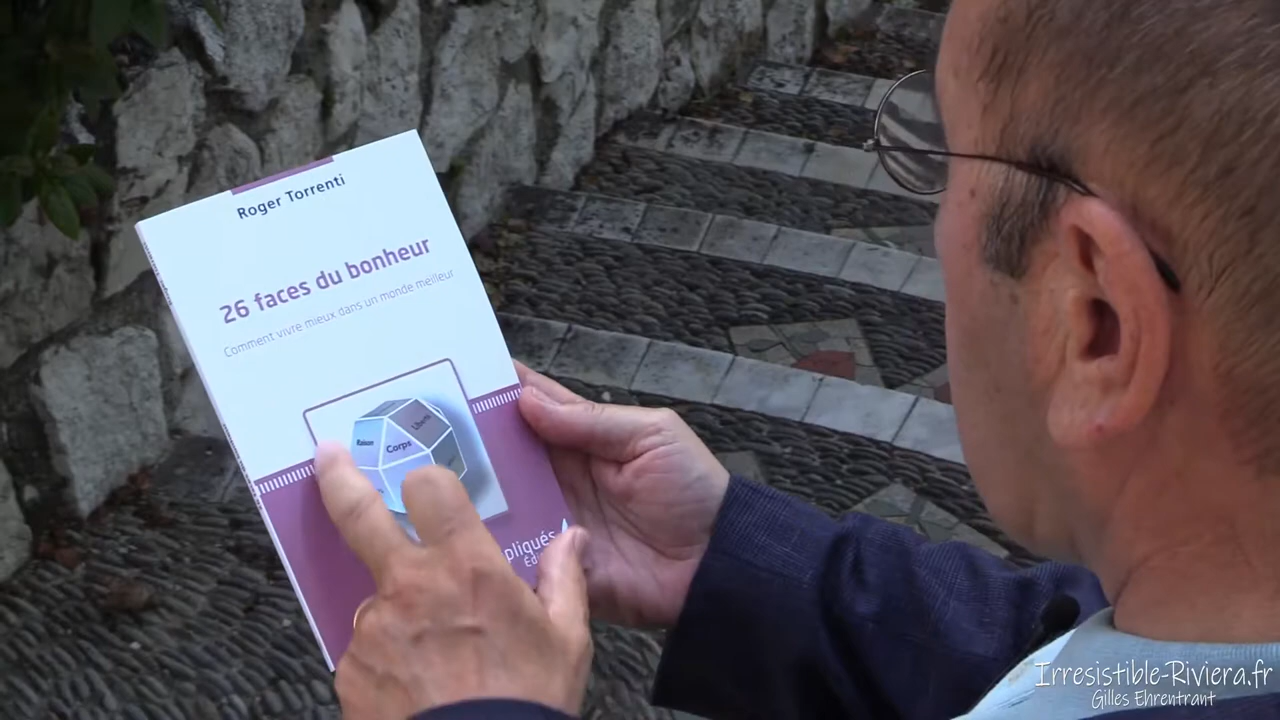 Roger Torrenti
26 faces du bonheur
Comment vivre mieux dans un monde meilleur
Liberté
Raison
Corps
pliqués
Irresistible-Riviera.fr
Gilles Ehrentrant